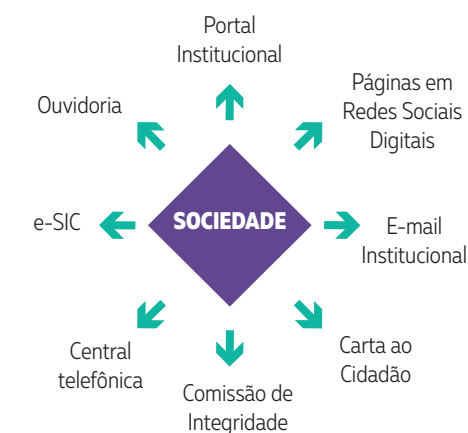 Portal
Institucional
Páginas em
Redes Sociais
Digitais
Ouvidoria
SOCIEDADE
e-SIC
E-mail
Institucional
Carta ao
Cidadão
Central
telefônica
Comissão de
Integridade